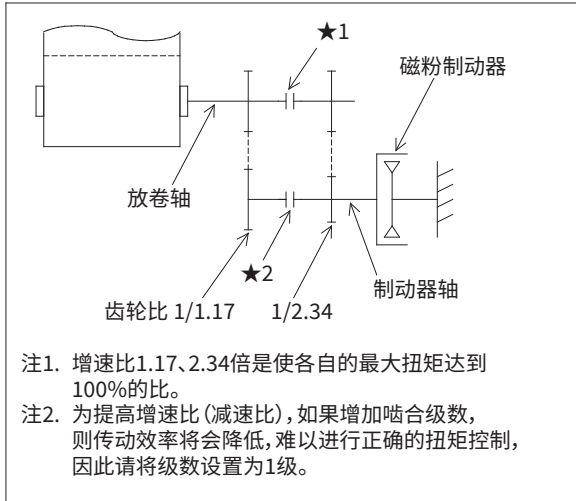 ★1
磁粉制动器
放卷轴
★2
制动器轴
齿轮比 1/1.17
1/2.34
注1. 增速比1.17、2.34倍是使各自的最大扭矩达到
100%的比。
注2. 为提高增速比（减速比），如果增加啮合级数，
则传动效率将会降低，难以进行正确的扭矩控制，
因此请将级数设置为1级。